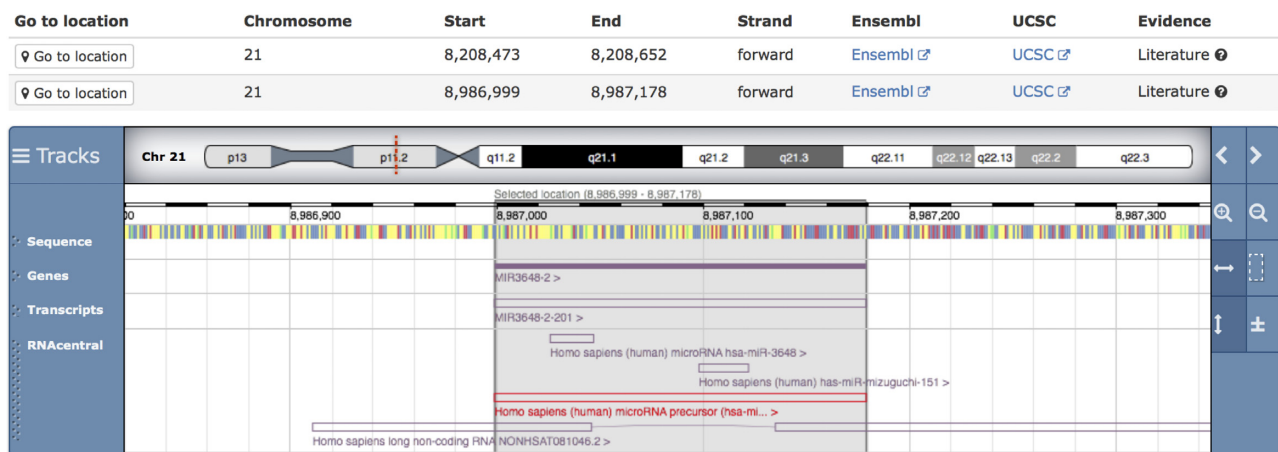 Go to location Chromosome Start End Strand Ensembl UCSC Evidence
Go to location 21 8,208,473 8,208,652 forward Ensembl UCSC Literature
Go to location 21 8,986,999 8,987,178 forward Ensembl UCSC Literature
Tracks
Chr 21 p13 p11.2 q11.2 q21.1 q21.2 q21.3 q22.11 q22.12 q22.13 q22.2 q22.3
Selected location (8,986,999 - 8,987,178)
00 8,986,900 8,987,000 8,987,100 8,987,200 8,987,300
Sequence
Genes
MIR3648-2 >
Transcripts
MIR3648-2-201 >
RNAcentral
Homo sapiens (human) microRNA hsa-miR-3648 >
Homo sapiens (human) has-miR-mizuguchi-151 >
Homo sapiens (human) microRNA precursor (hsa-mi... >
Homo sapiens long non-coding RNA NONHSAT081046.2 >